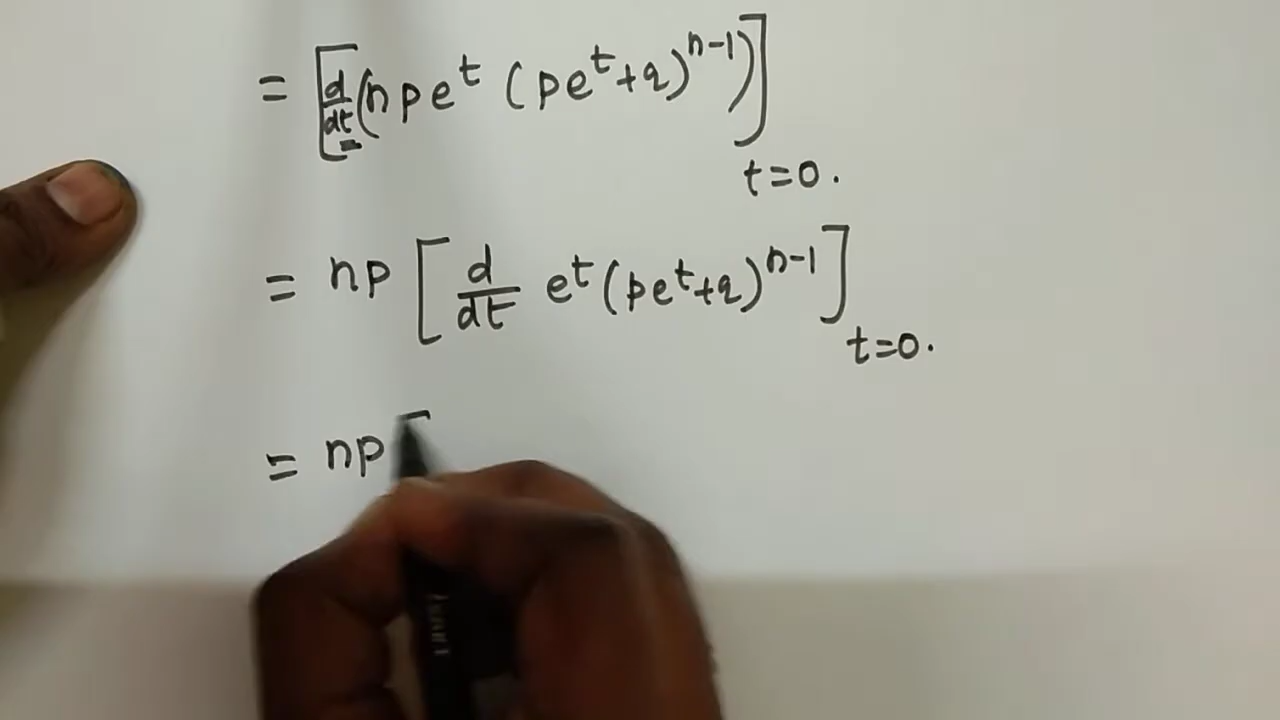 = [d/dt (npe^t (pe^t+q)^{n-1})]_{t=0}.
= np [d/dt e^t (pe^t+q)^{n-1}]_{t=0}.
= np [